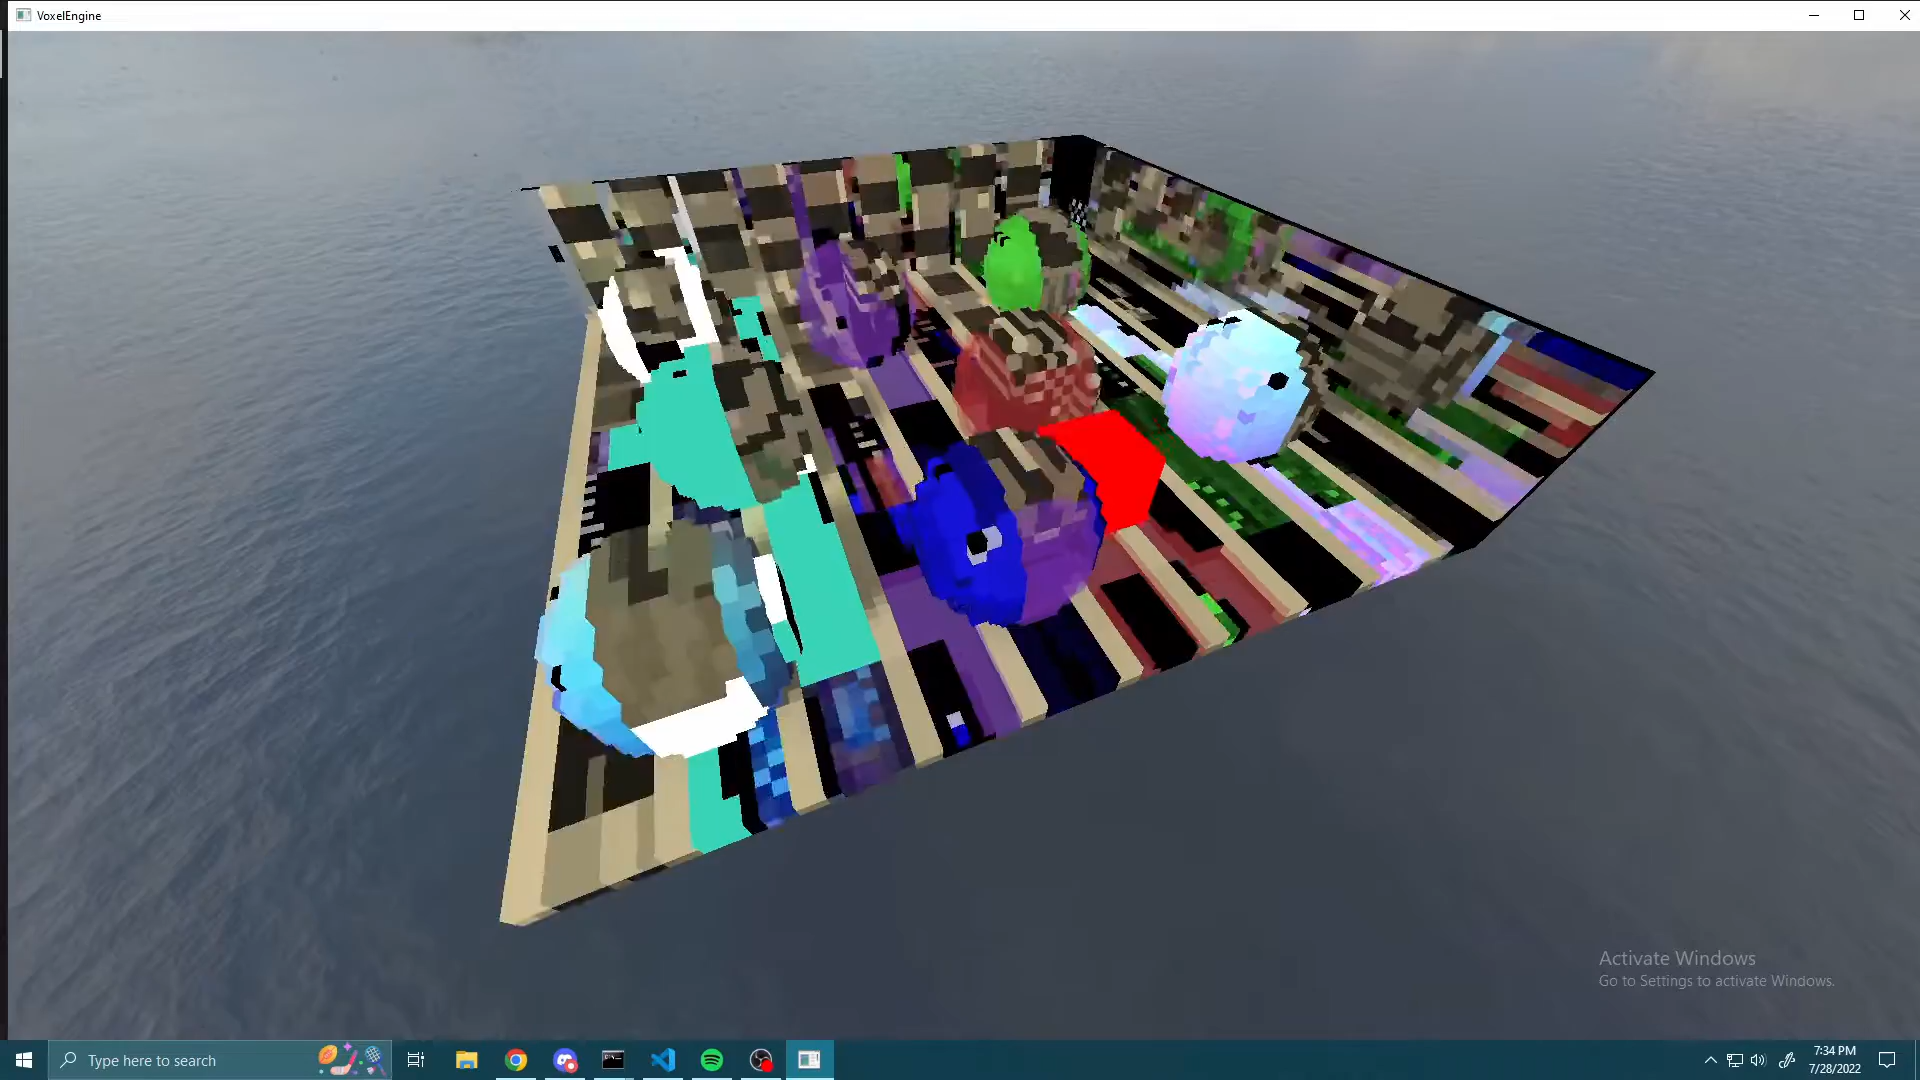 VoxelEngine
Activate Windows
Go to Settings to activate Windows.
Type here to search
7:34 PM
7/28/2022